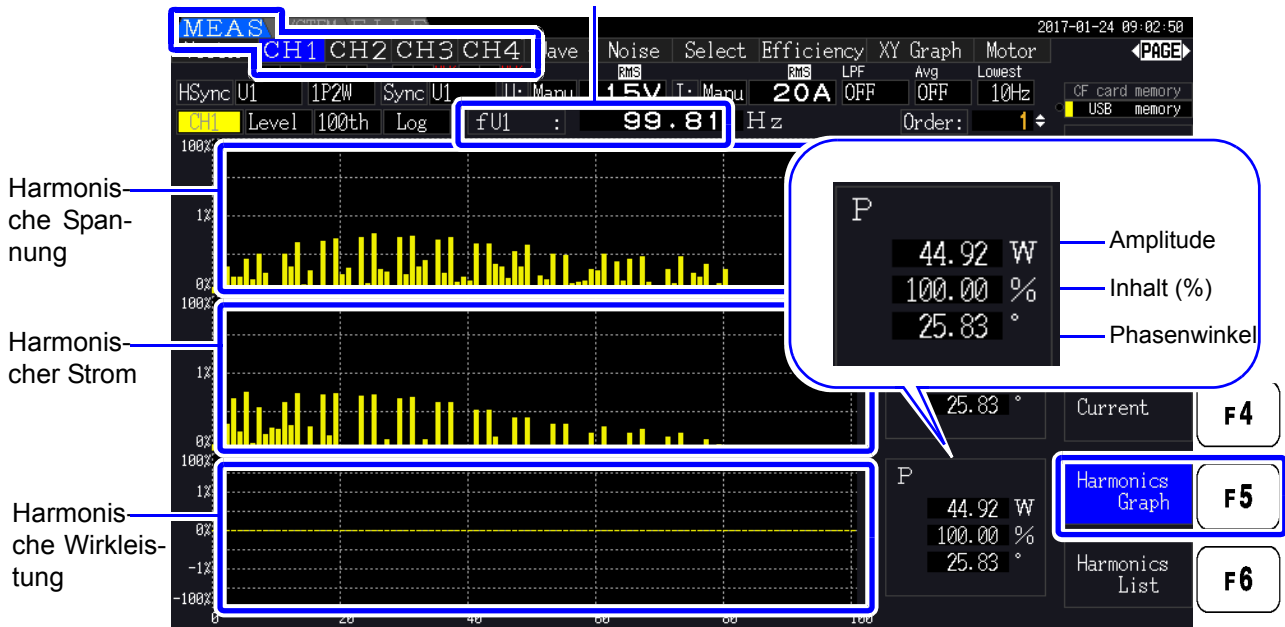 MEAS SYSTEM FILE 2017-01-24 09:02:50
CH1 CH2 CH3 CH4 Wave Noise Select Efficiency XY Graph Motor PAGE
RMS RMS LPF Avg Lowest
HSync U1 1P2W Sync U1 U: Manu 15V I: Manu 20A OFF OFF 10Hz
CF card memory
USB memory
CH1 Level 100th Log fU1 : 99.81 Hz Order: 1
100%
1%
0%
Harmonis-
che Span-
nung
P
44.92 W
100.00 %
25.83 °
Amplitude
Inhalt (%)
Phasenwinkel
100%
1%
0%
Harmonis-
cher Strom
25.83 °
Current
F4
100%
1%
0%
-1%
-100%
Harmonis-
che Wirkleis-
tung
P
44.92 W
100.00 %
25.83 °
Harmonics
Graph
F5
Harmonics
List
F6
0 20 40 60 80 100